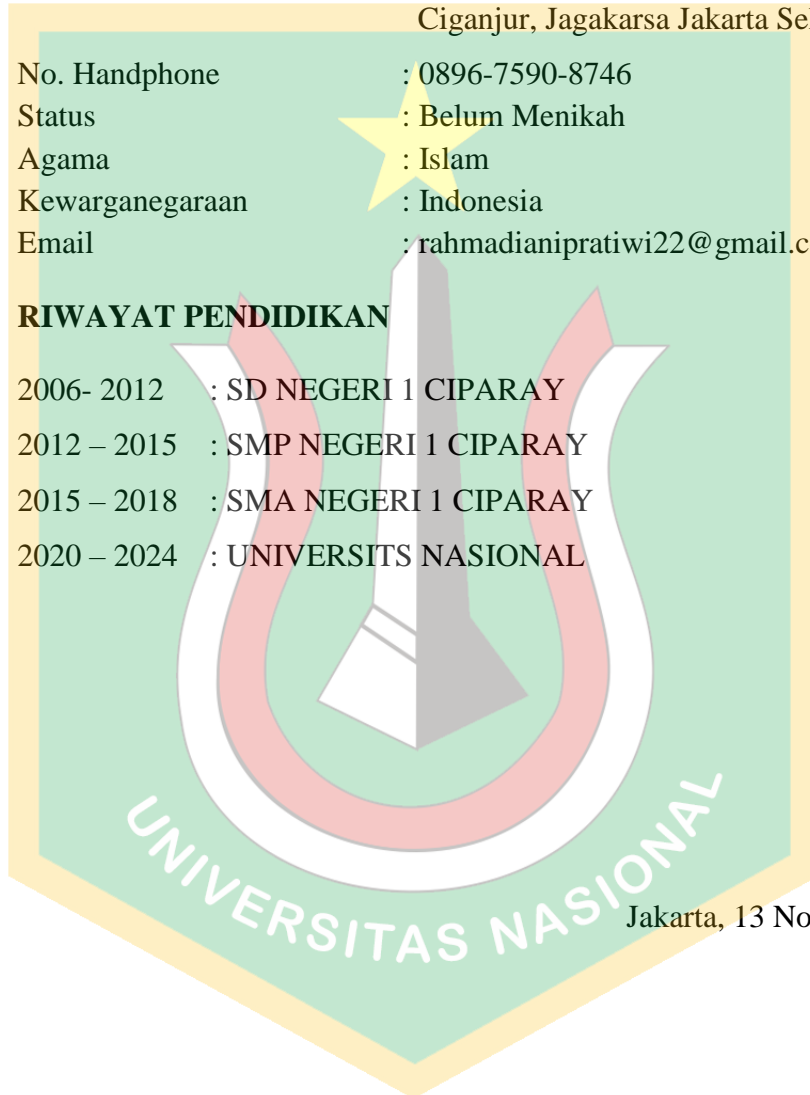 Ciganjur, Jagakarsa Jakarta
No. Handphone : 0896-7590-8746
Status : Belum Menikah
Agama : Islam
Kewarganegaraan : Indonesia
Email : rahmadianipratiwi22@gmail.c
RIWAYAT PENDIDIKAN
2006- 2012 : SD NEGERI 1 CIPARAY
2012 – 2015 : SMP NEGERI 1 CIPARAY
2015 – 2018 : SMA NEGERI 1 CIPARAY
2020 – 2024 : UNIVERSITS NASIONAL
UNIVERSITAS NASIONAL
Jakarta, 13 No